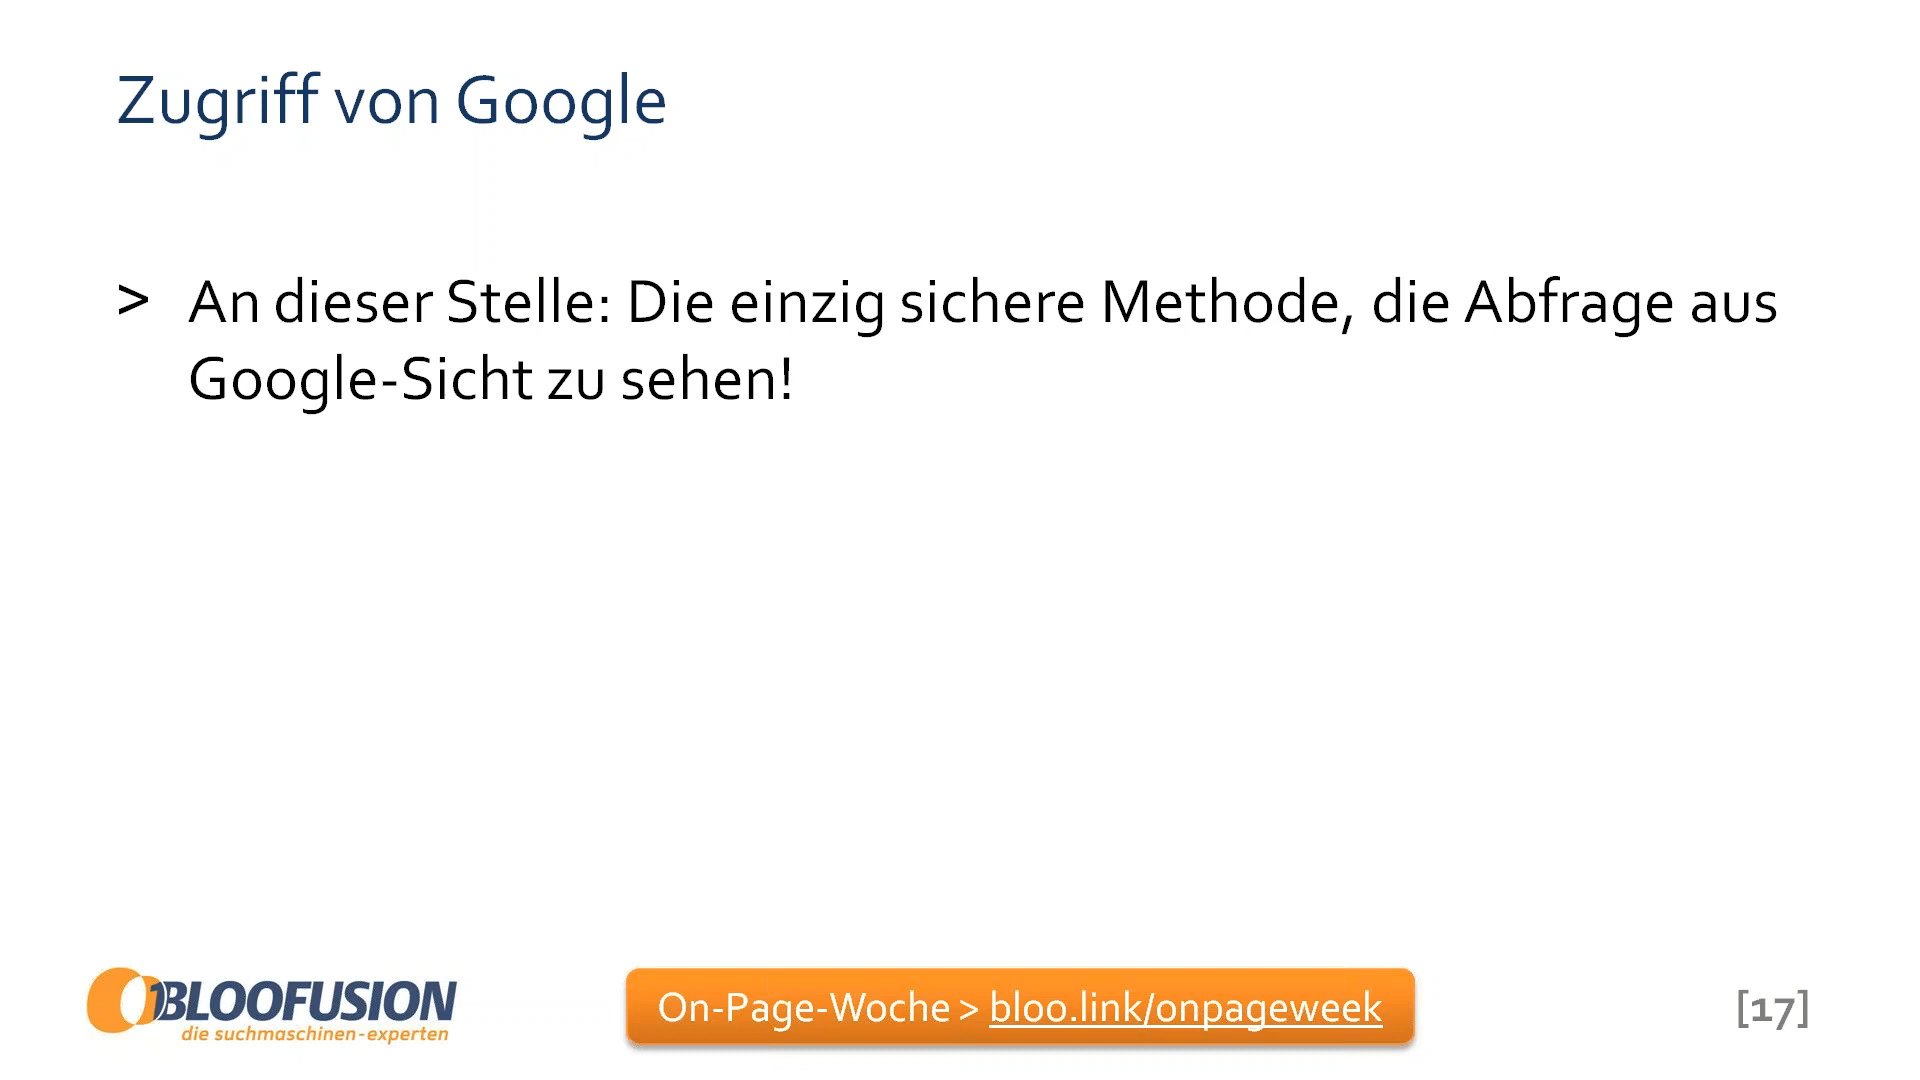 Zugriff von Google
> An dieser Stelle: Die einzig sichere Methode, die Abfrage aus
Google-Sicht zu sehen!
BLOOFUSION
die suchmaschinen-experten
On-Page-Woche > bloo.link/onpageweek
[17]